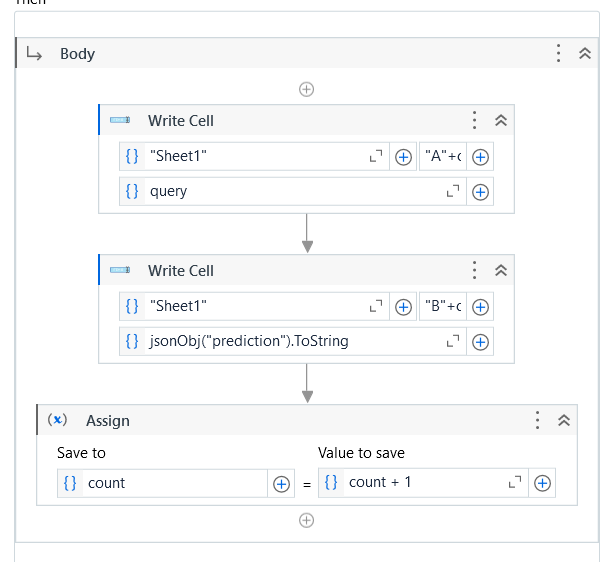 Then
Body
Write Cell
"Sheet1" "A"+c
query
Write Cell
"Sheet1" "B"+c
jsonObj("prediction").ToString
Assign
Save to Value to save
count = count + 1